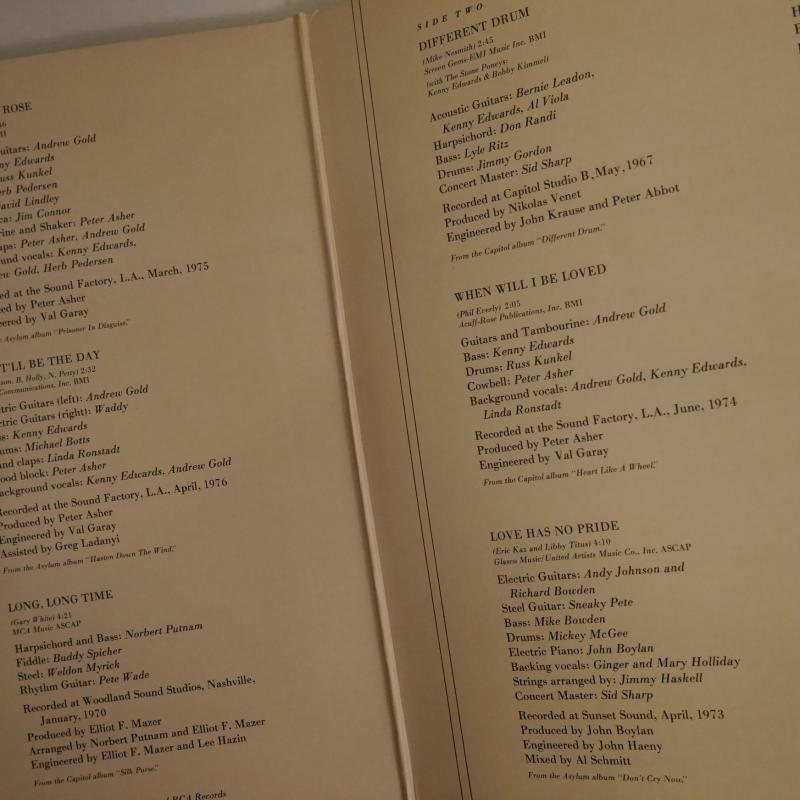 ROSE
uitars: Andrew Gold
ny Edwards
uss Kunkel
erb Pedersen
avid Lindley
ca: Jim Connor
rine and Shaker: Peter Asher
aps: Peter Asher, Andrew Gold
und vocals: Kenny Edwards,
ew Gold, Herb Pedersen
ed at the Sound Factory, L.A., March, 1975
ed by Peter Asher
eered by Val Garay
Asylum album "Prisoner In Disguise."
T'LL BE THE DAY
son, B. Holly, N. Petty) 2:32
Communications, Inc. BMI
tric Guitars (left): Andrew Gold
ctric Guitars (right): Waddy
ss: Kenny Edwards
ums: Michael Botts
and claps: Linda Ronstadt
ood block: Peter Asher
ackground vocals: Kenny Edwards, Andrew Gold
Recorded at the Sound Factory, L.A., April, 1976
Produced by Peter Asher
Engineered by Val Garay
Assisted by Greg Ladanyi
From the Asylum album "Hasten Down The Wind."
LONG, LONG TIME
(Gary White) 4:21
MCA Music ASCAP
Harpsichord and Bass: Norbert Putnam
Fiddle: Buddy Spicher
Steel: Weldon Myrick
Rhythm Guitar: Pete Wade
Recorded at Woodland Sound Studios, Nashville,
January, 1970
Produced by Elliot F. Mazer
Arranged by Norbert Putnam and Elliot F. Mazer
Engineered by Elliot F. Mazer and Lee Hazin
From the Capitol album "Silk Purse."
RCA Records
SIDE TWO
DIFFERENT DRUM
(Mike Nesmith) 2:45
Screen Gems-EMI Music Inc. BMI
(with The Stone Poneys:
Kenny Edwards & Bobby Kimmel)
Acoustic Guitars: Bernie Leadon,
Kenny Edwards, Al Viola
Harpsichord: Don Randi
Bass: Lyle Ritz
Drums: Jimmy Gordon
Concert Master: Sid Sharp
Recorded at Capitol Studio B, May, 1967
Produced by Nikolas Venet
Engineered by John Krause and Peter Abbot
From the Capitol album "Different Drum."
WHEN WILL I BE LOVED
(Phil Everly) 2:05
Acuff-Rose Publications, Inc. BMI
Guitars and Tambourine: Andrew Gold
Bass: Kenny Edwards
Drums: Russ Kunkel
Cowbell: Peter Asher
Background vocals: Andrew Gold, Kenny Edwards,
Linda Ronstadt
Recorded at the Sound Factory, L.A., June, 1974
Produced by Peter Asher
Engineered by Val Garay
From the Capitol album "Heart Like A Wheel."
LOVE HAS NO PRIDE
(Eric Kaz and Libby Titus) 4:10
Glasco Music/United Artists Music Co., Inc. ASCAP
Electric Guitars: Andy Johnson and
Richard Bowden
Steel Guitar: Sneaky Pete
Bass: Mike Bowden
Drums: Mickey McGee
Electric Piano: John Boylan
Backing vocals: Ginger and Mary Holliday
Strings arranged by: Jimmy Haskell
Concert Master: Sid Sharp
Recorded at Sunset Sound, April, 1973
Produced by John Boylan
Engineered by John Haeny
Mixed by Al Schmitt
From the Asylum album "Don't Cry Now."